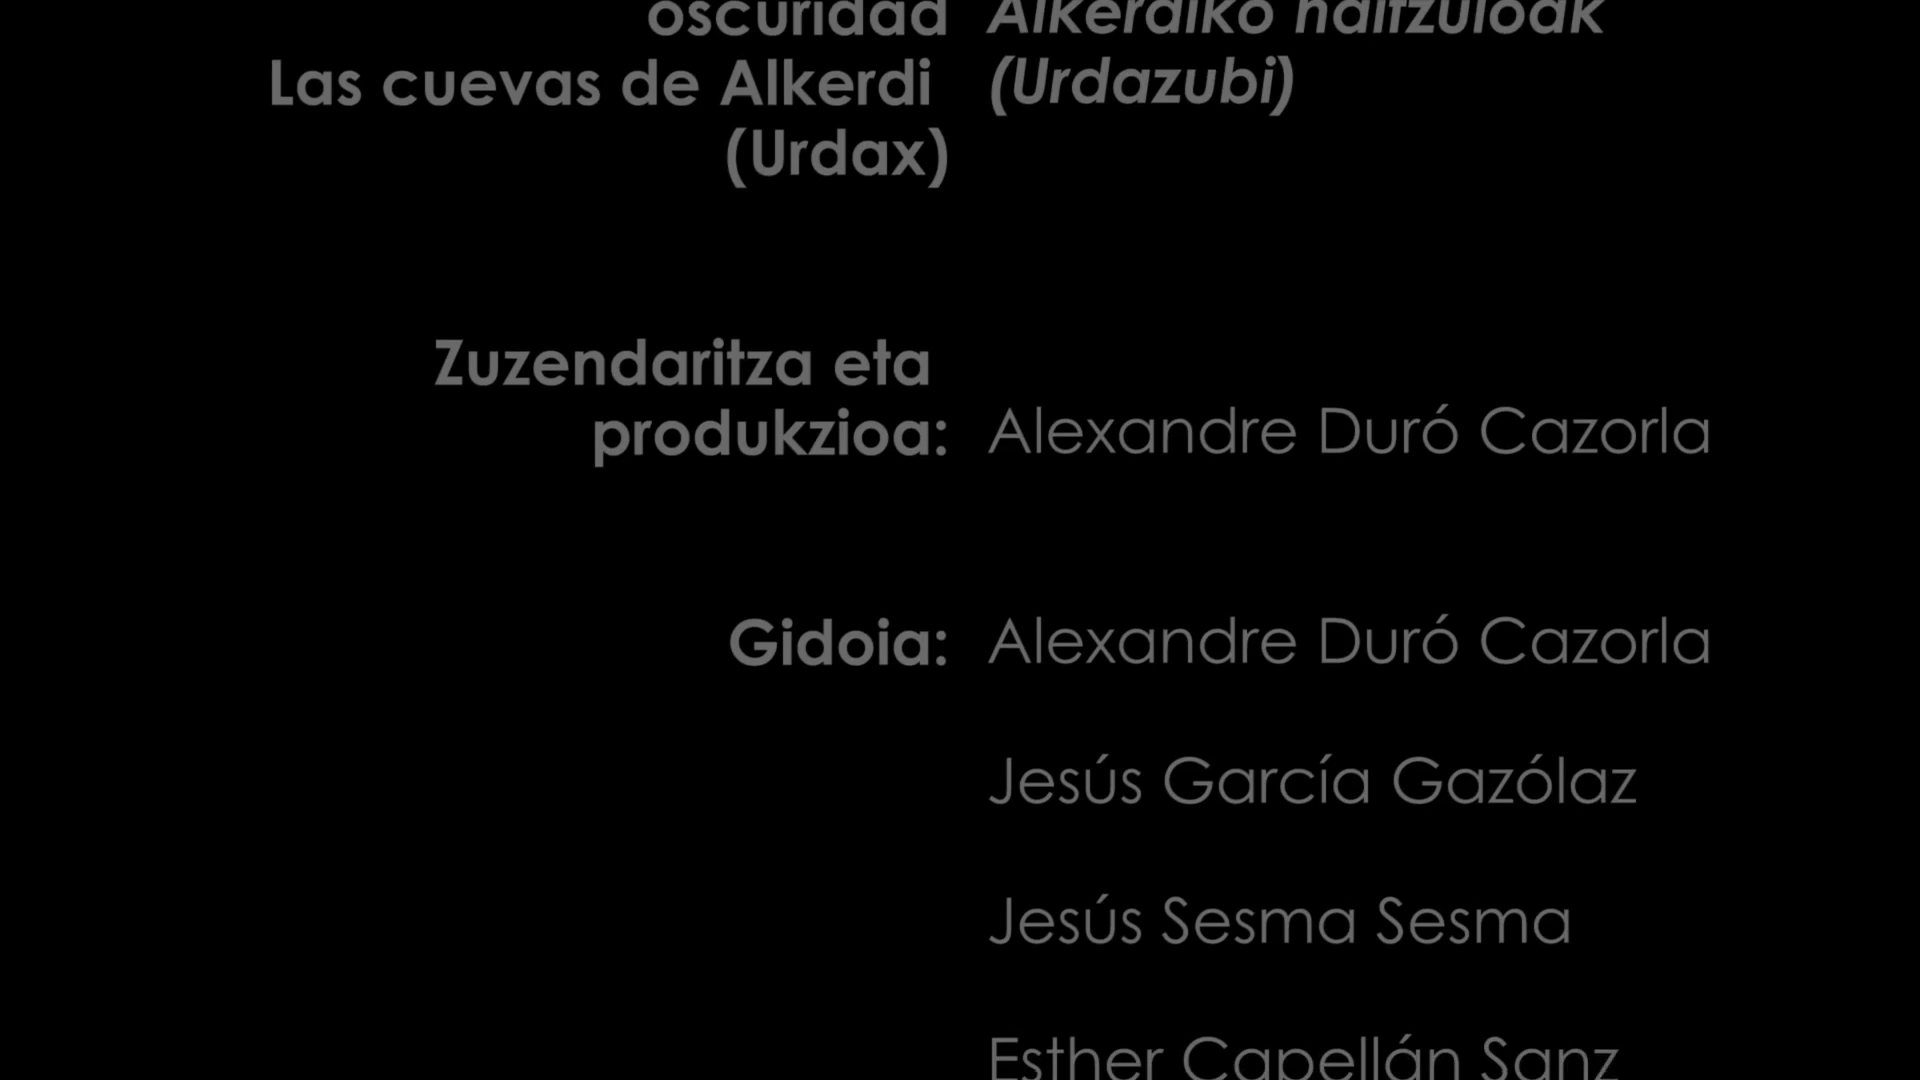 oscuridad
Las cuevas de Alkerdi
(Urdax)
Alkerdiko haitzuloak
(Urdazubi)
Zuzendaritza eta
produkzioa: Alexandre Duró Cazorla
Gidoia: Alexandre Duró Cazorla
Jesús García Gazólaz
Jesús Sesma Sesma
Esther Capellán Sanz